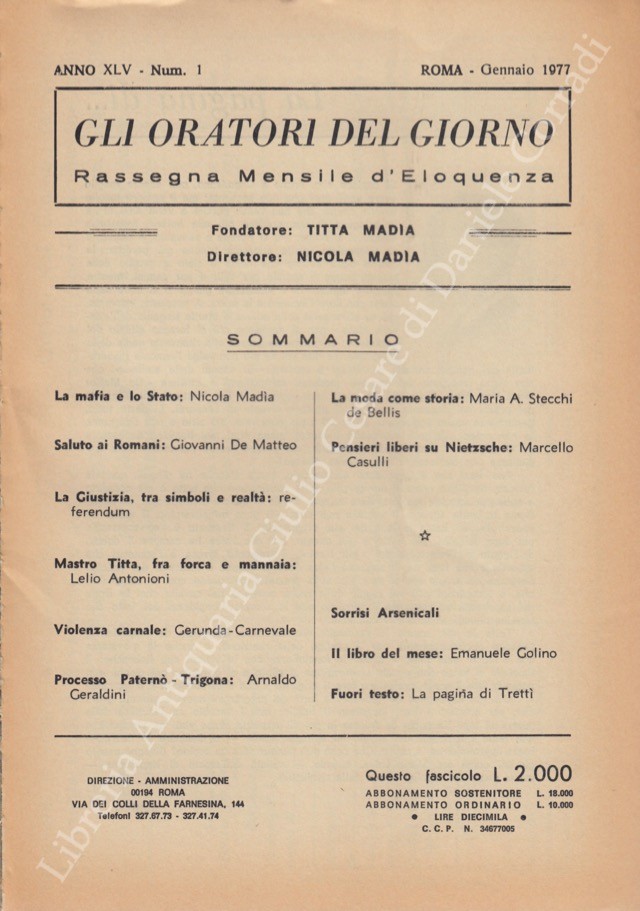 ANNO XLV - Num. 1
ROMA - Gennaio 1977
GLI ORATORI DEL GIORNO
Rassegna Mensile d'Eloquenza
Fondatore: TITTA MADÌA
Direttore: NICOLA MADÌA
SOMMARIO
La mafia e lo Stato: Nicola Madìa
Saluto ai Romani: Giovanni De Matteo
La Giustizia, tra simboli e realtà: re-
ferendum
Mastro Titta, fra forca e mannaia:
Lelio Antonioni
Violenza carnale: Gerunda-Carnevale
Processo Paternò - Trigona: Arnaldo
Geraldini
La moda come storia: Maria A. Stecchi
de Bellis
Pensieri liberi su Nietzsche: Marcello
Casulli
☆
Sorrisi Arsenicali
Il libro del mese: Emanuele Golino
Fuori testo: La pagina di Trettì
DIREZIONE - AMMINISTRAZIONE
00194 ROMA
VIA DEI COLLI DELLA FARNESINA, 144
Telefoni 327.67.73 - 327.41.74
Questo fascicolo L. 2.000
ABBONAMENTO SOSTENITORE L. 18.000
ABBONAMENTO ORDINARIO L. 10.000
• LIRE DIECIMILA •
C. C. P. N. 34677005
Libreria Antiquaria Giulio Cesare di Daniele Corradi